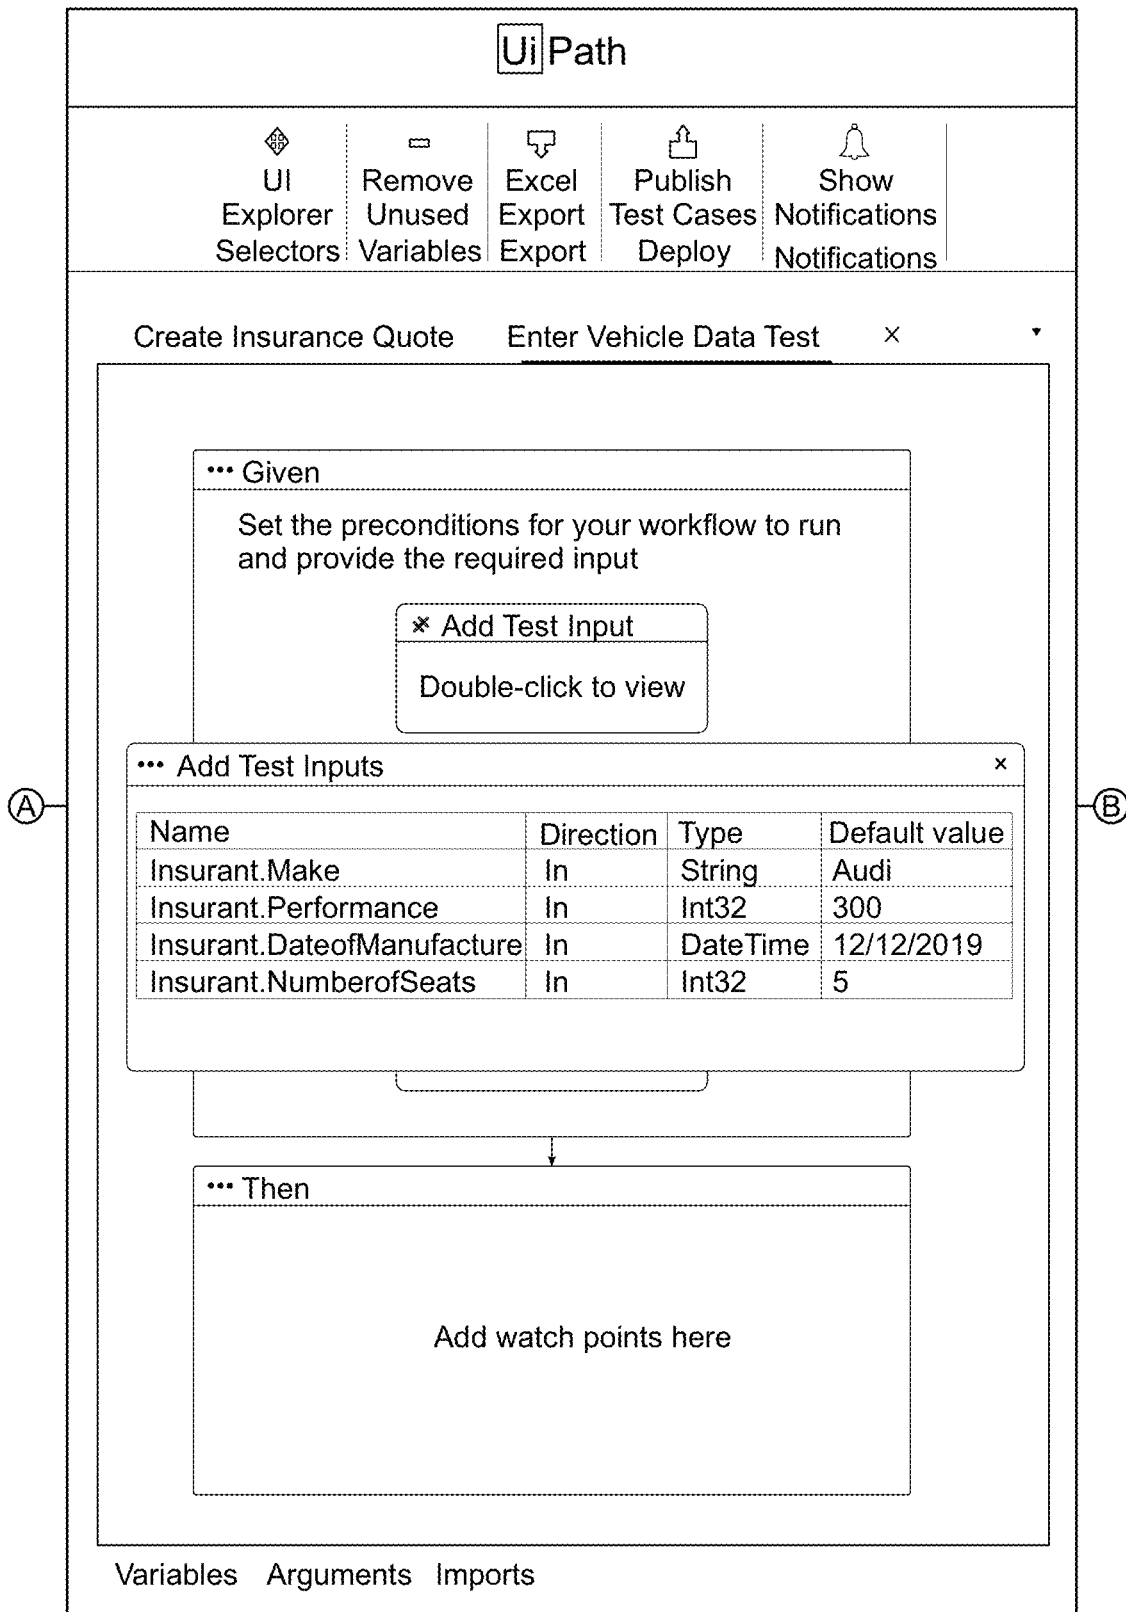 UiPath
UI Explorer Selectors
Remove Unused Variables
Excel Export Export
Publish Test Cases Deploy
Show Notifications Notifications
Create Insurance Quote Enter Vehicle Data Test ×
••• Given
Set the preconditions for your workflow to run
and provide the required input
Add Test Input
Double-click to view
••• Add Test Inputs ×
A B
Name Direction Type Default value
Insurant.Make In String Audi
Insurant.Performance In Int32 300
Insurant.DateofManufacture In DateTime 12/12/2019
Insurant.NumberofSeats In Int32 5
••• Then
Add watch points here
Variables Arguments Imports